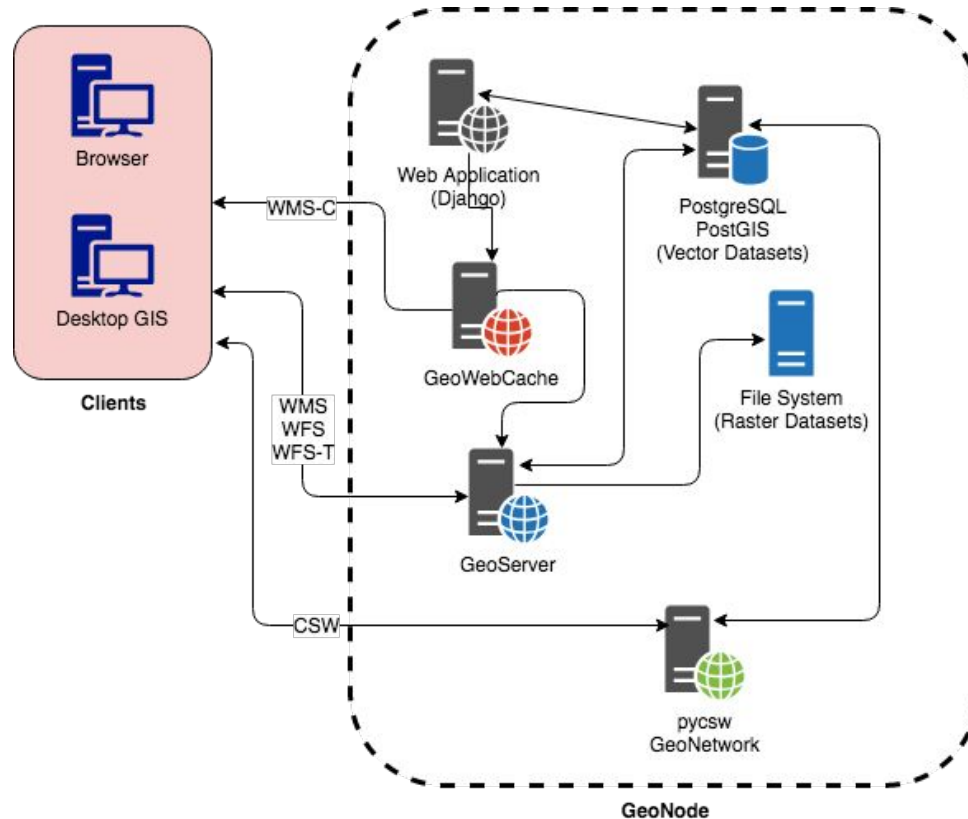 Browser
Desktop GIS
Clients
WMS-C
WMS
WFS
WFS-T
CSW
Web Application
(Django)
PostgreSQL
PostGIS
(Vector Datasets)
GeoWebCache
File System
(Raster Datasets)
GeoServer
pycsw
GeoNetwork
GeoNode